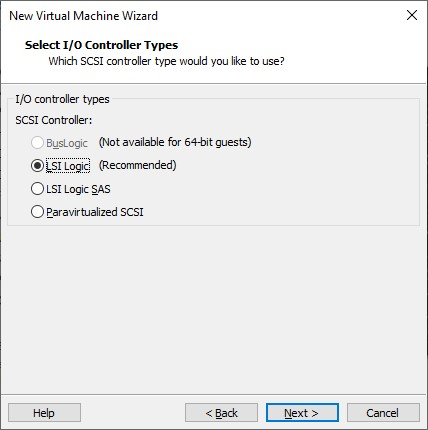 New Virtual Machine Wizard
Select I/O Controller Types
Which SCSI controller type would you like to use?
I/O controller types
SCSI Controller:
BusLogic (Not available for 64-bit guests)
LSI Logic (Recommended)
LSI Logic SAS
Paravirtualized SCSI
Help < Back Next > Cancel